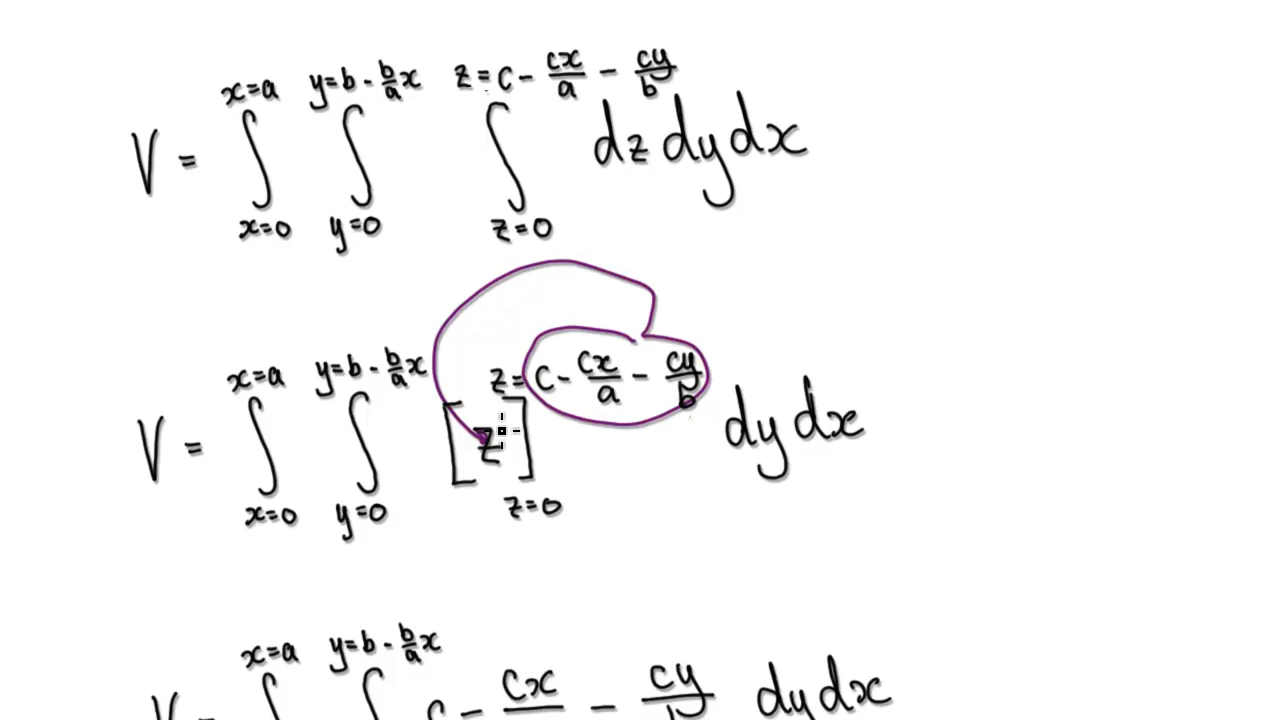 x=a y=b-b/a x z=c-cx/a-cy/b
V = ∫ ∫ ∫ dz dy dx
x=0 y=0 z=0
x=a y=b-b/a x z=c-cx/a-cy/b
V = ∫ ∫ [z] dy dx
x=0 y=0 z=0
x=a y=b-b/a x
V = ∫ ∫ c - cx - cy dy dx